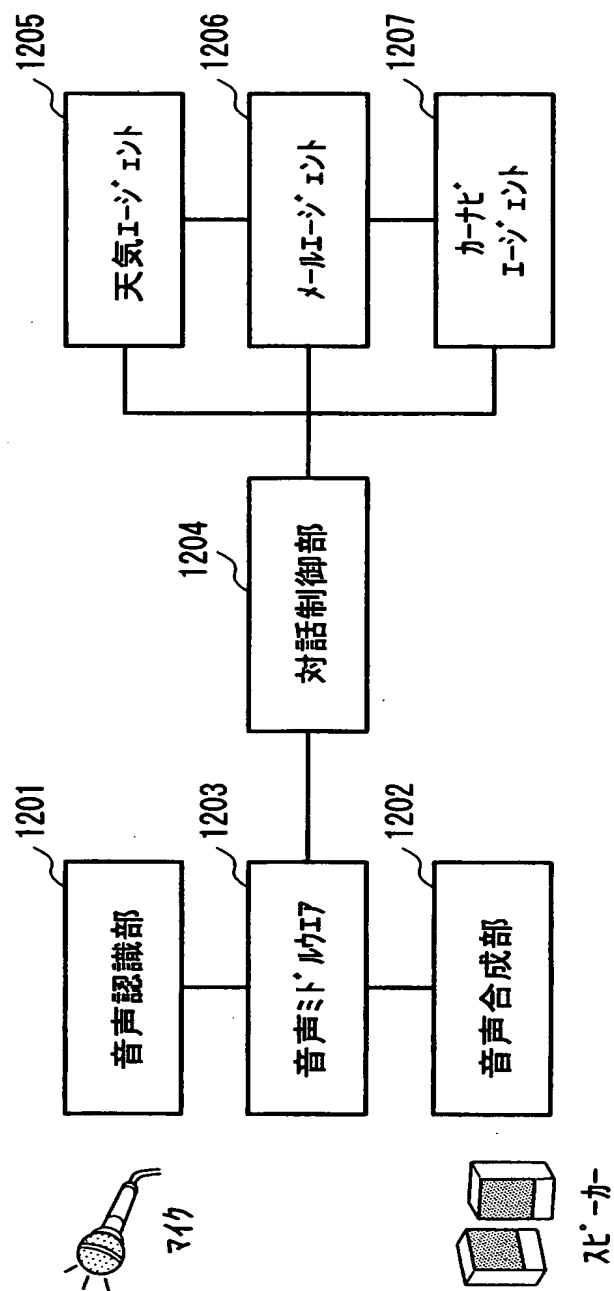 マイク
スピーカー
1201
音声認識部
1203
音声ミドルウエア
1202
音声合成部
1204
対話制御部
1205
天気エージェント
1206
メールエージェント
1207
カーナビ
エージェント